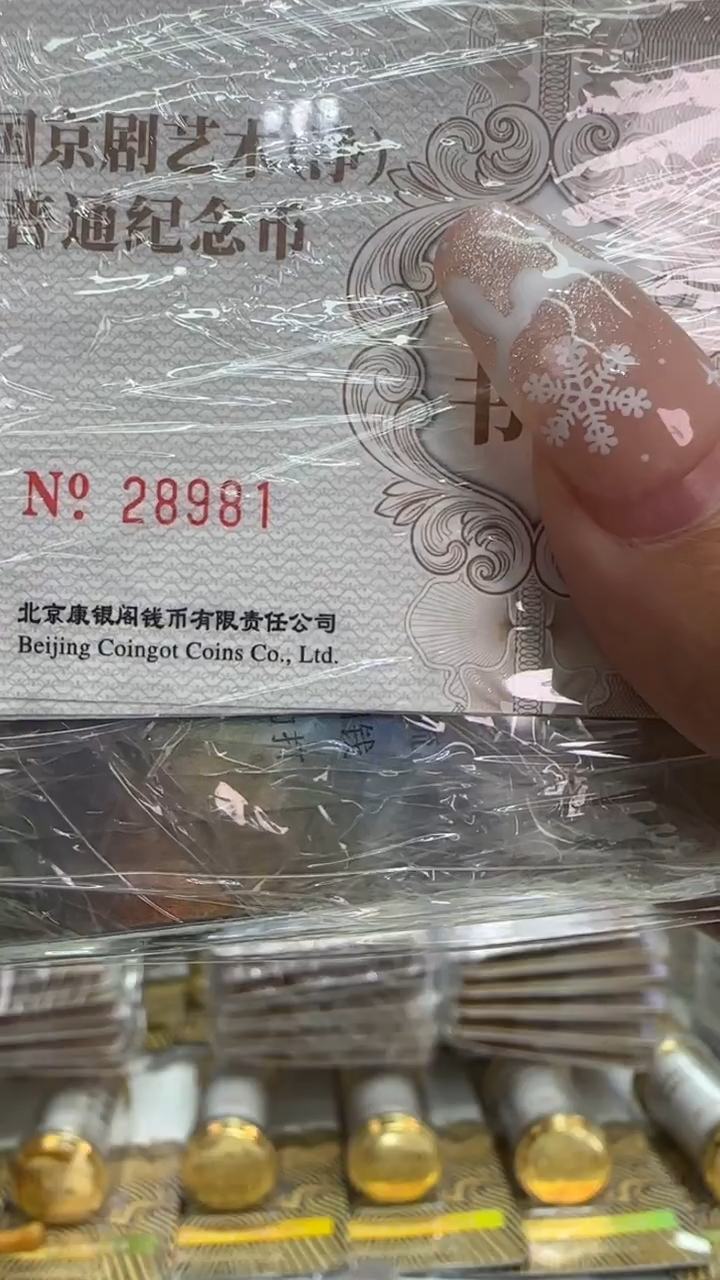 国京剧艺术(净)
普通纪念币
№ 28981
北京康银阁钱币有限责任公司
Beijing Coingot Coins Co., Ltd.